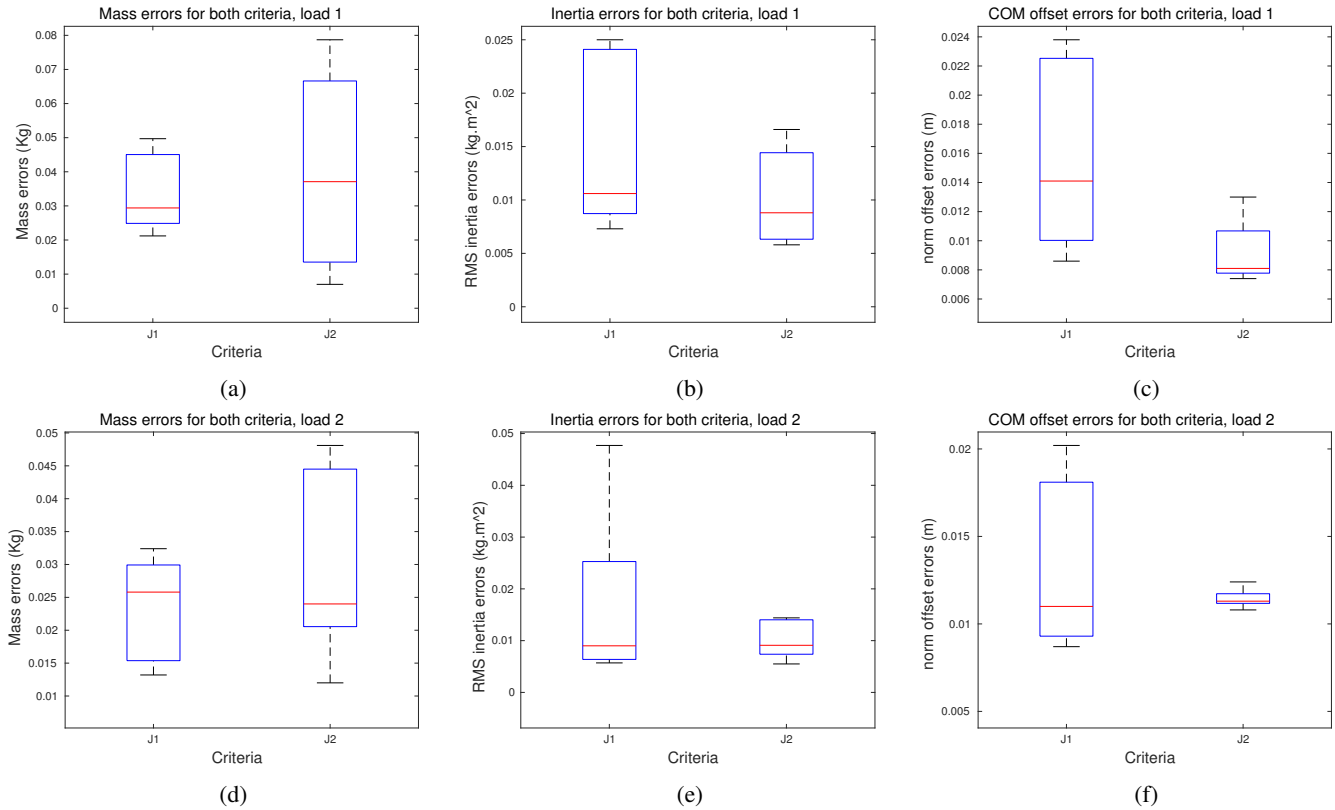 Mass errors for both criteria, load 1
0.08
0.07
0.06
0.05
0.04
0.03
0.02
0.01
0
Mass errors (Kg)
J1
J2
Criteria
(a)
Inertia errors for both criteria, load 1
0.025
0.02
0.015
0.01
0.005
0
RMS inertia errors (kg.m^2)
J1
J2
Criteria
(b)
COM offset errors for both criteria, load 1
0.024
0.022
0.02
0.018
0.016
0.014
0.012
0.01
0.008
0.006
norm offset errors (m)
J1
J2
Criteria
(c)
Mass errors for both criteria, load 2
0.05
0.045
0.04
0.035
0.03
0.025
0.02
0.015
0.01
Mass errors (Kg)
J1
J2
Criteria
(d)
Inertia errors for both criteria, load 2
0.05
0.04
0.03
0.02
0.01
0
RMS inertia errors (kg.m^2)
J1
J2
Criteria
(e)
COM offset errors for both criteria, load 2
0.02
0.015
0.01
0.005
norm offset errors (m)
J1
J2
Criteria
(f)